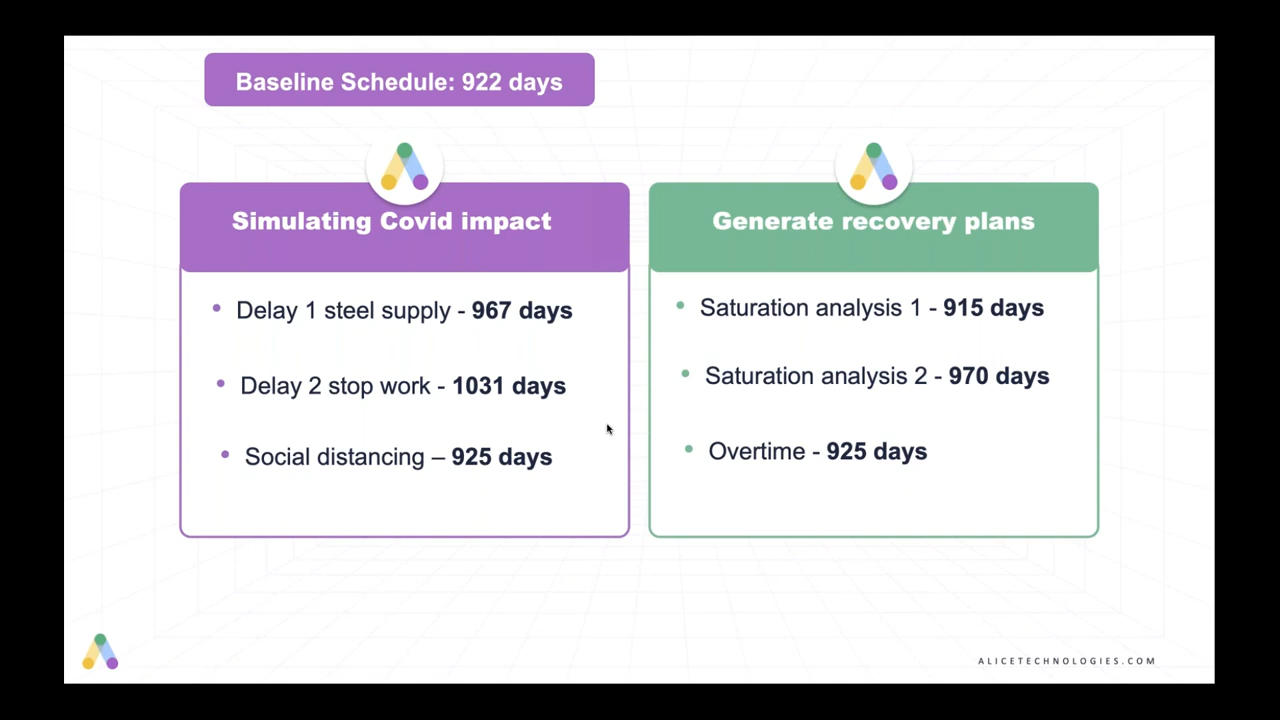 Baseline Schedule: 922 days
Simulating Covid impact
• Delay 1 steel supply - 967 days
• Delay 2 stop work - 1031 days
• Social distancing – 925 days
Generate recovery plans
• Saturation analysis 1 - 915 days
• Saturation analysis 2 - 970 days
• Overtime - 925 days
ALICETECHNOLOGIES.COM